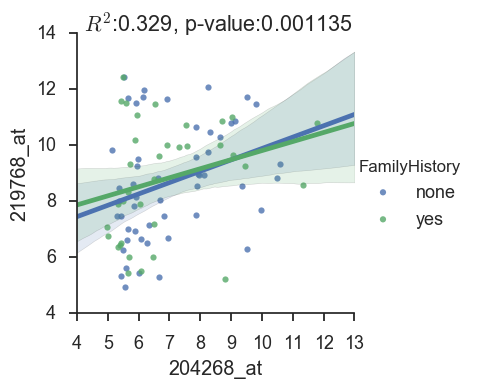 R²:0.329, p-value:0.001135
14
12
10
8
6
4
219768_at
4 5 6 7 8 9 10 11 12 13
204268_at
FamilyHistory
none
yes